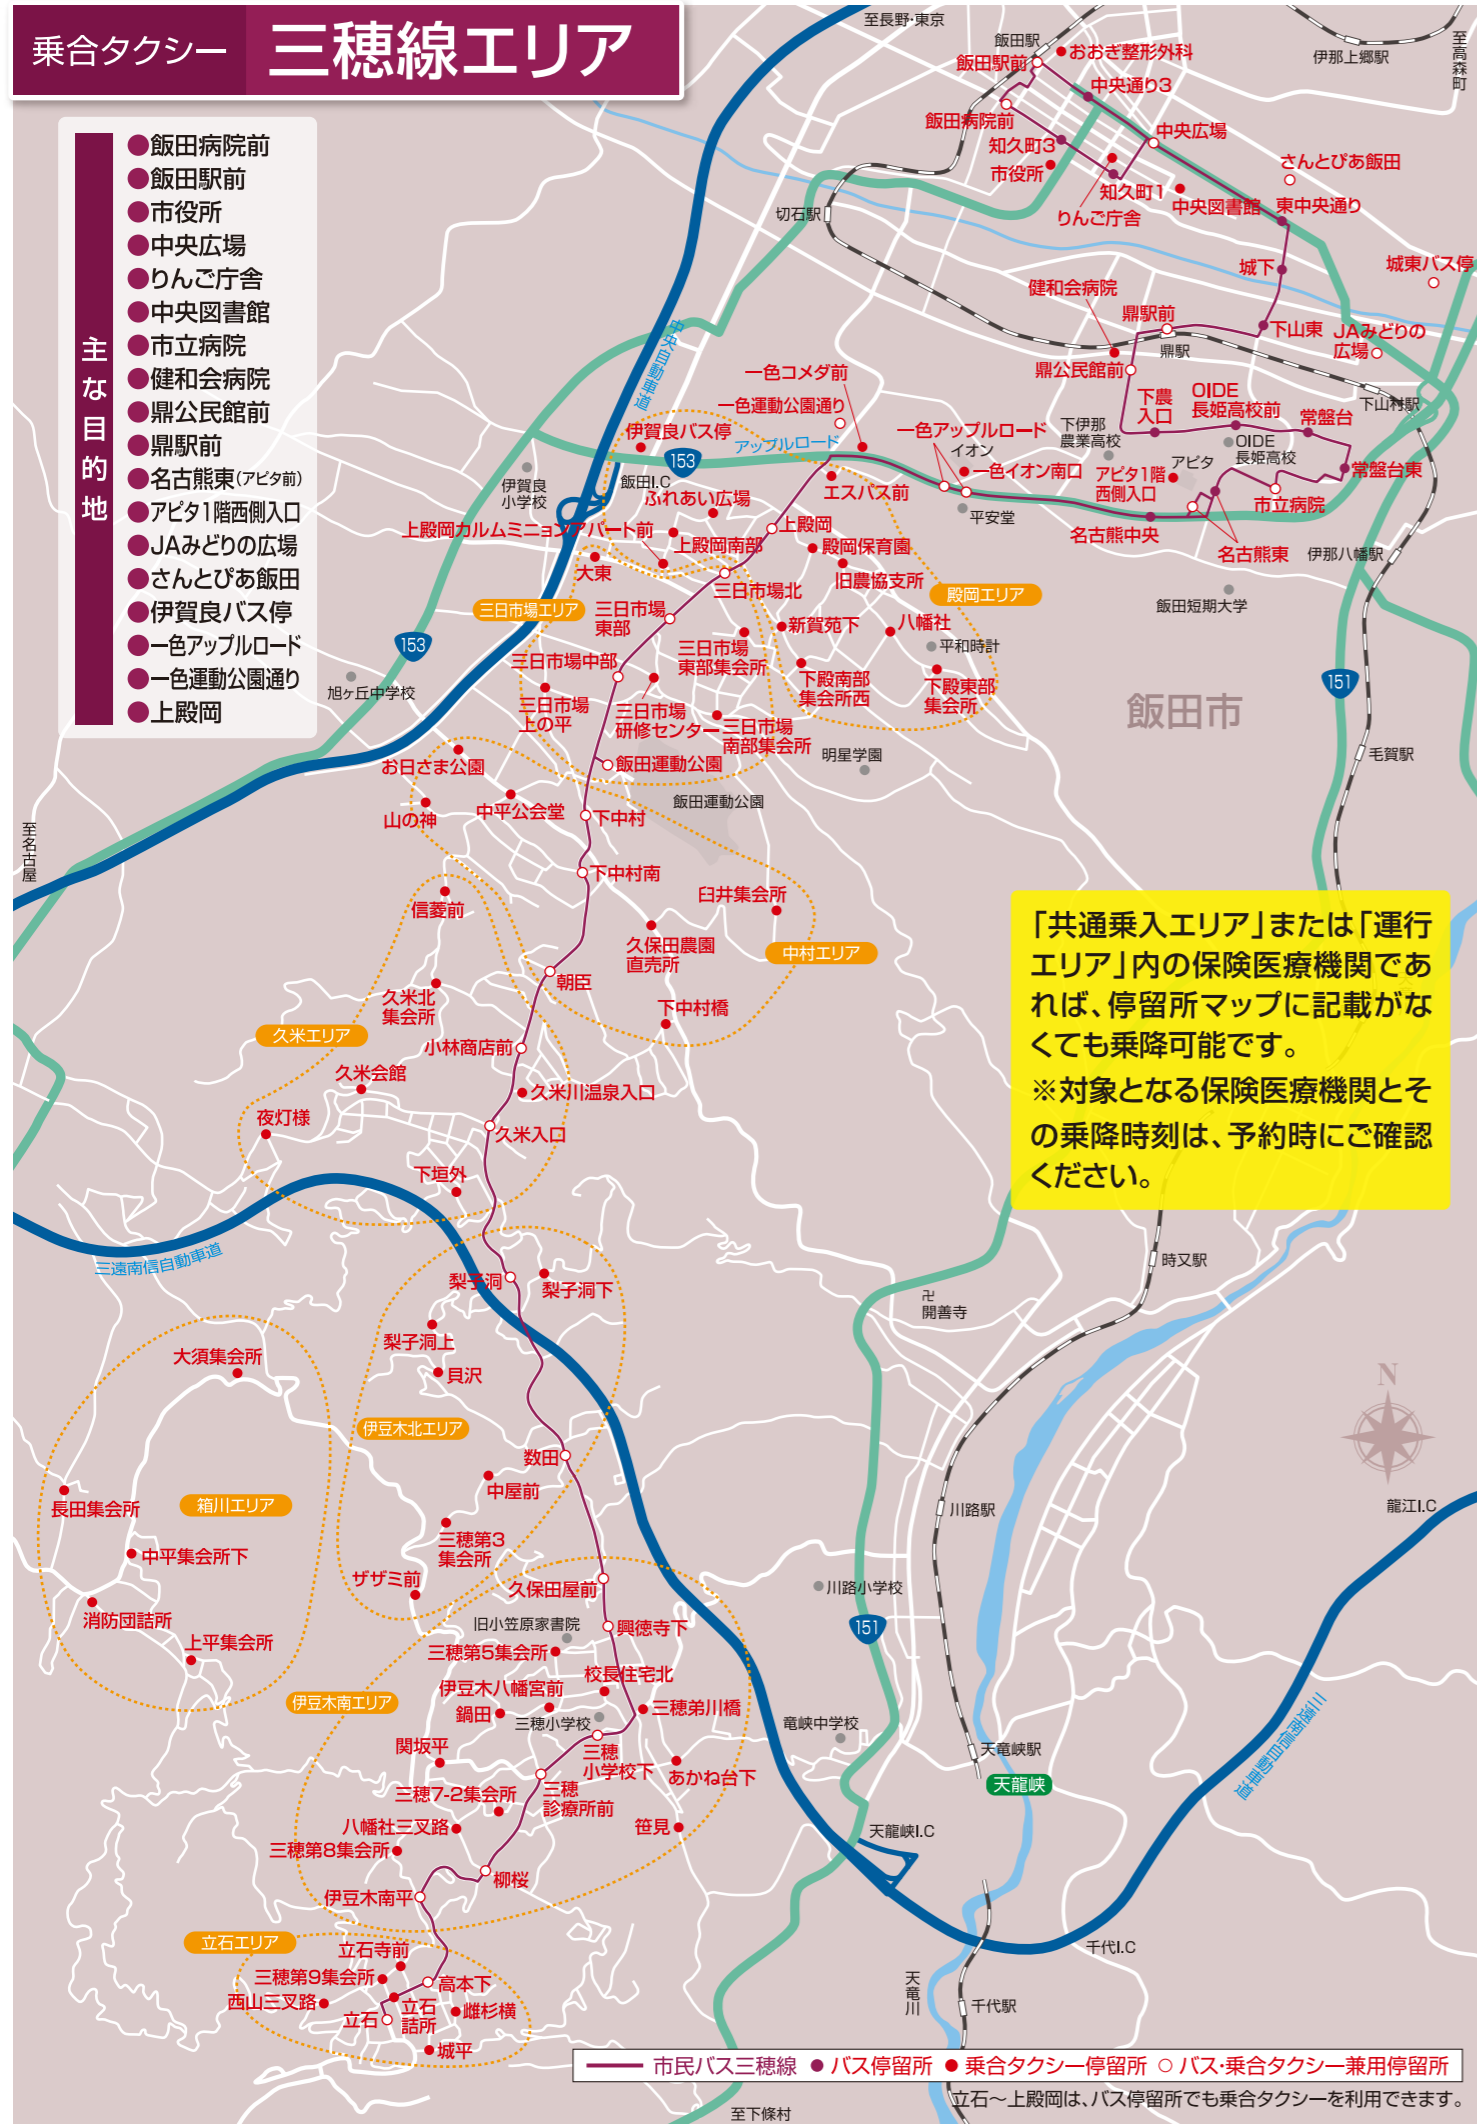 乗合タクシー 三穂線エリア
主な目的地
●飯田病院前
●飯田駅前
●市役所
●中央広場
●りんご庁舎
●中央図書館
●市立病院
●健和会病院
●鼎公民館前
●鼎駅前
●名古熊東(アピタ前)
●アピタ1階西側入口
●JAみどりの広場
●さんとぴあ飯田
●伊賀良バス停
●一色アップルロード
●一色運動公園通り
●上殿岡
至長野・東京
飯田駅
おおぎ整形外科
飯田駅前
伊那上郷駅
至高森町
中央通り3
飯田病院前
知久町3
中央広場
市役所
さんとぴあ飯田
知久町1
中央図書館
東中央通り
りんご庁舎
切石駅
城下
城東バス停
健和会病院
鼎駅前
下山東
JAみどりの
広場
鼎駅
鼎公民館前
中央自動車道
一色コメダ前
一色運動公園通り
下農
入口
OIDE
長姫高校前
常盤台
下山村駅
伊賀良バス停
アップルロード
一色アップルロード
下伊那
農業高校
OIDE
長姫高校
153
イオン
一色イオン南口
アピタ
アピタ1階
西側入口
常盤台東
伊賀良
小学校
飯田I.C
ふれあい広場
エスパス前
市立病院
平安堂
上殿岡カルムミニョンアパート前
上殿岡南部
上殿岡
殿岡保育園
名古熊中央
名古熊東
伊那八幡駅
大東
旧農協支所
三日市場北
殿岡エリア
飯田短期大学
三日市場エリア
三日市場
東部
新賀苑下
八幡社
153
三日市場
東部集会所
平和時計
三日市場中部
下殿南部
集会所西
下殿東部
集会所
151
旭ヶ丘中学校
三日市場
上の平
三日市場
研修センター
三日市場
南部集会所
飯田市
明星学園
毛賀駅
お日さま公園
飯田運動公園
飯田運動公園
中平公会堂
山の神
下中村
至名古屋
下中村南
臼井集会所
信菱前
久保田農園
直売所
中村エリア
「共通乗入エリア」または「運行
エリア」内の保険医療機関であ
れば、停留所マップに記載がな
くても乗降可能です。
※対象となる保険医療機関とそ
の乗降時刻は、予約時にご確認
ください。
朝臣
久米北
集会所
下中村橋
久米エリア
小林商店前
久米会館
久米川温泉入口
夜灯様
久米入口
下垣外
三遠南信自動車道
時又駅
梨子洞
梨子洞下
卍
開善寺
梨子洞上
大須集会所
貝沢
N
伊豆木北エリア
数田
中屋前
長田集会所
箱川エリア
川路駅
龍江I.C
三穂第3
集会所
中平集会所下
ザザミ前
久保田屋前
川路小学校
消防団詰所
旧小笠原家書院
興徳寺下
151
上平集会所
三穂第5集会所
校長住宅北
伊豆木八幡宮前
伊豆木南エリア
鍋田
三穂小学校
三穂弟川橋
竜峡中学校
三遠南信自動車道
関坂平
三穂
小学校下
天竜峡駅
あかね台下
天龍峡
三穂7-2集会所
三穂
診療所前
八幡社三叉路
笹見
天龍峡I.C
三穂第8集会所
柳桜
伊豆木南平
立石エリア
立石寺前
千代I.C
三穂第9集会所
高本下
天竜川
西山三叉路
立石
立石
詰所
雌杉横
千代駅
城平
市民バス三穂線 ●バス停留所 ●乗合タクシー停留所 ○バス・乗合タクシー兼用停留所
立石～上殿岡は、バス停留所でも乗合タクシーを利用できます。
至下條村